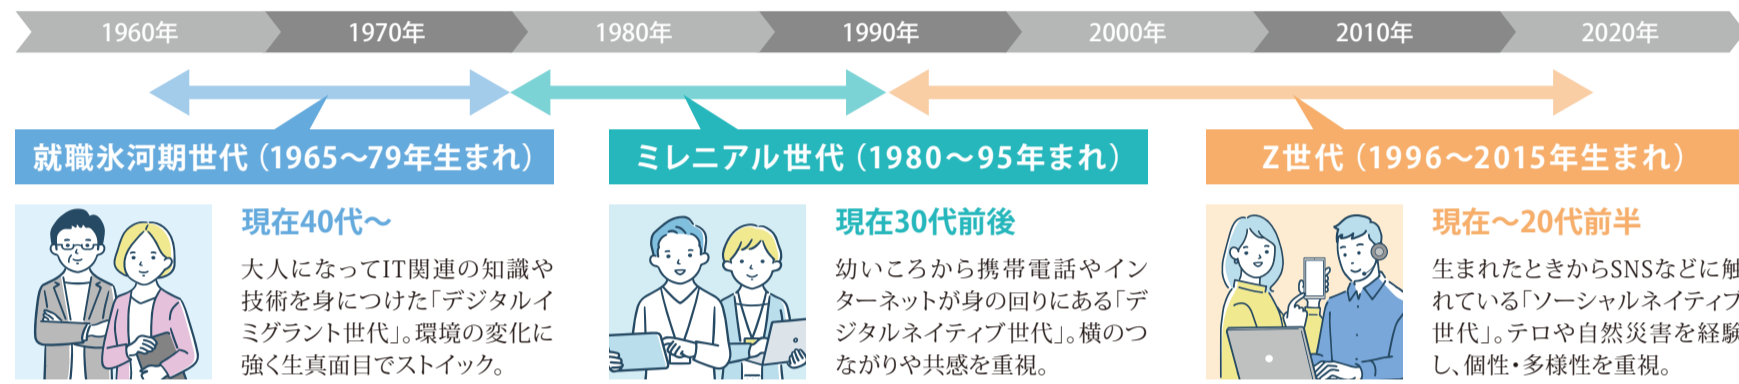 1960年 1970年 1980年 1990年 2000年 2010年 2020年
就職氷河期世代（1965〜79年生まれ）
現在40代〜
大人になってIT関連の知識や
技術を身につけた「デジタルイ
ミグラント世代」。環境の変化に
強く生真面目でストイック。
ミレニアル世代（1980〜95年まれ）
現在30代前後
幼いころから携帯電話やイン
ターネットが身の回りにある「デ
ジタルネイティブ世代」。横のつ
ながりや共感を重視。
Z世代（1996〜2015年生まれ）
現在〜20代前半
生まれたときからSNSなどに触
れている「ソーシャルネイティブ
世代」。テロや自然災害を経験
し、個性・多様性を重視。